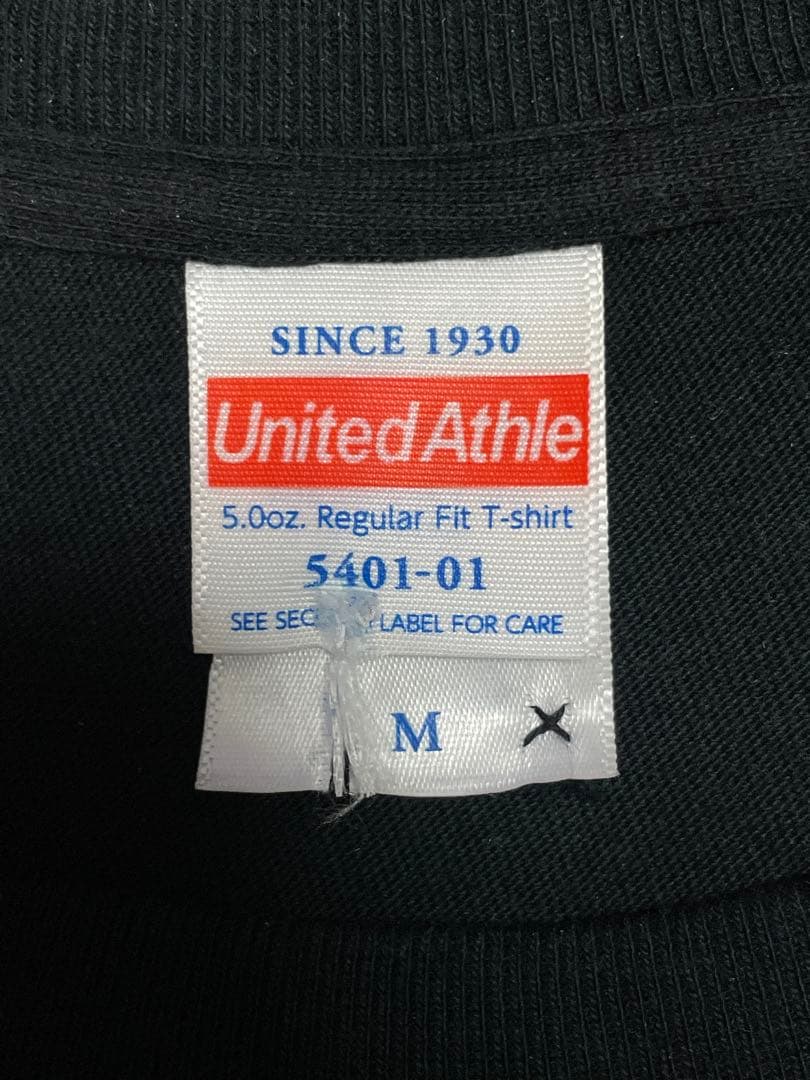 SINCE 1930
United Athle
5.0oz. Regular Fit T-shirt
5401-01
SEE LABEL FOR CARE
M